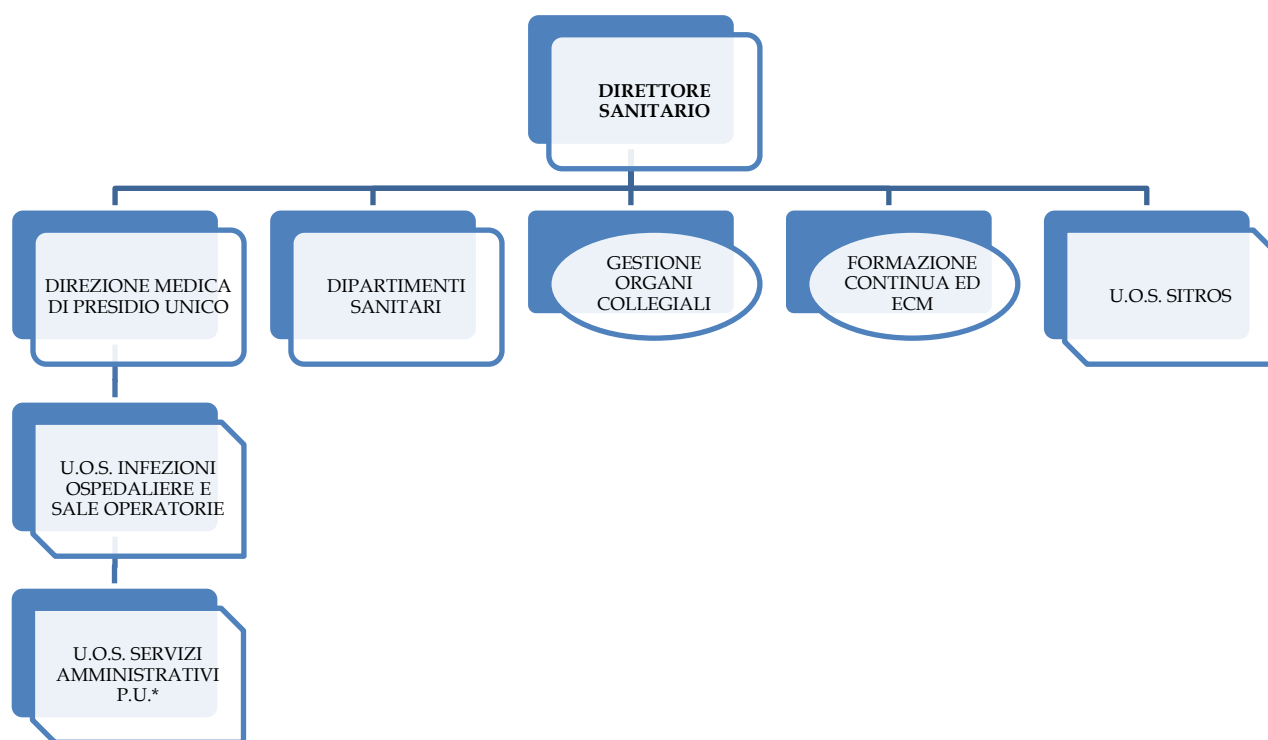 DIRETTORE
SANITARIO
DIREZIONE MEDICA
DI PRESIDIO UNICO
DIPARTIMENTI
SANITARI
GESTIONE
ORGANI
COLLEGIALI
FORMAZIONE
CONTINUA ED
ECM
U.O.S. SITROS
U.O.S. INFEZIONI
OSPEDALIERE E
SALE OPERATORIE
U.O.S. SERVIZI
AMMINISTRATIVI
P.U.*